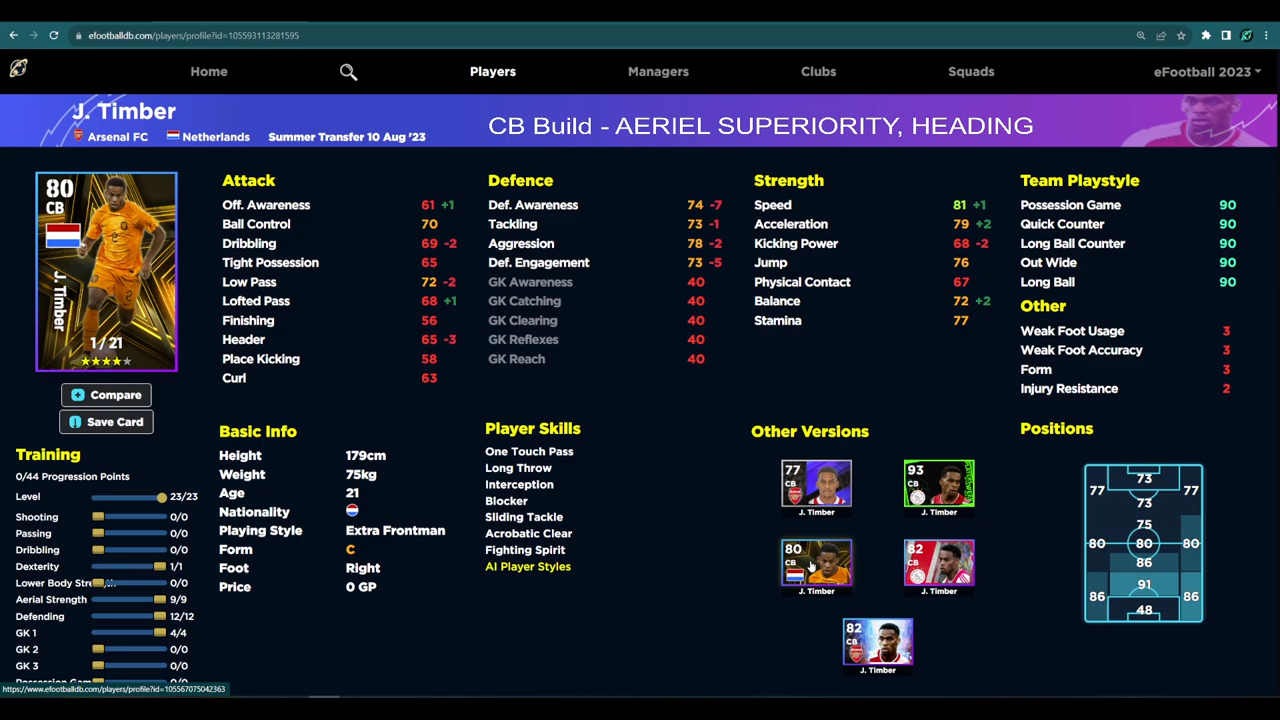 efootballdb.com/players/profile?id=105593113281595
Home
Players
Managers
Clubs
Squads
eFootball 2023
J. Timber
Arsenal FC
Netherlands
Summer Transfer 10 Aug '23
CB Build - AERIEL SUPERIORITY, HEADING
80
CB
J. Timber
1 / 21
Compare
Save Card
Training
0/44 Progression Points
Level 23/23
Shooting 0/0
Passing 0/0
Dribbling 0/0
Dexterity 1/1
Lower Body Stre 0/0
Aerial Strength 9/9
Defending 12/12
GK 1 4/4
GK 2 0/0
GK 3 0/0
Attack
Off. Awareness 61 +1
Ball Control 70
Dribbling 69 -2
Tight Possession 65
Low Pass 72 -2
Lofted Pass 68 +1
Finishing 56
Header 65 -3
Place Kicking 58
Curl 63
Defence
Def. Awareness 74 -7
Tackling 73 -1
Aggression 78 -2
Def. Engagement 73 -5
GK Awareness 40
GK Catching 40
GK Clearing 40
GK Reflexes 40
GK Reach 40
Strength
Speed 81 +1
Acceleration 79 +2
Kicking Power 68 -2
Jump 76
Physical Contact 67
Balance 72 +2
Stamina 77
Team Playstyle
Possession Game 90
Quick Counter 90
Long Ball Counter 90
Out Wide 90
Long Ball 90
Other
Weak Foot Usage 3
Weak Foot Accuracy 3
Form 3
Injury Resistance 2
Basic Info
Height 179cm
Weight 75kg
Age 21
Nationality
Playing Style Extra Frontman
Form C
Foot Right
Price 0 GP
Player Skills
One Touch Pass
Long Throw
Interception
Blocker
Sliding Tackle
Acrobatic Clear
Fighting Spirit
AI Player Styles
Other Versions
77
CB
J. Timber
93
CB
J. Timber
80
CB
J. Timber
82
CB
J. Timber
82
CB
J. Timber
Positions
73
77 77
73
75
80 80 80
86
91
86 86
48
https://www.efootballdb.com/players/profile?id=105567075042363